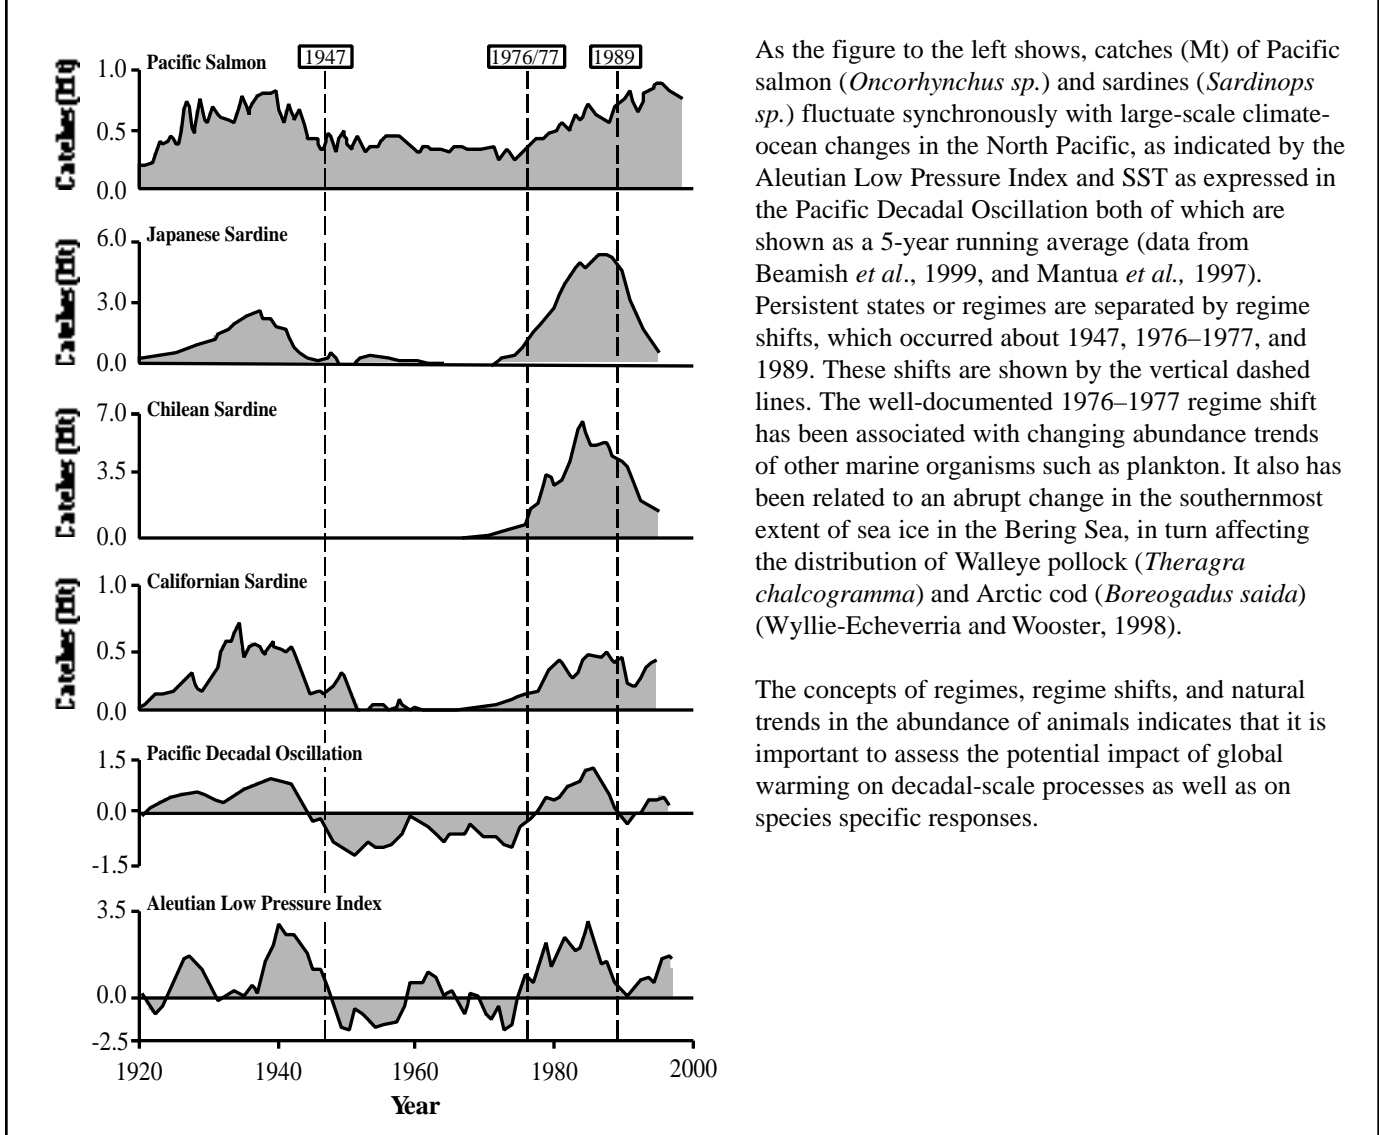 1947
1976/77
1989
Pacific Salmon
Catches (Mt)
1.0
0.5
0.0
Japanese Sardine
Catches (Mt)
6.0
3.0
0.0
Chilean Sardine
Catches (Mt)
7.0
3.5
0.0
Californian Sardine
Catches (Mt)
1.0
0.5
0.0
Pacific Decadal Oscillation
1.5
0.0
-1.5
Aleutian Low Pressure Index
3.5
0.0
-2.5
1920 1940 1960 1980 2000
Year
As the figure to the left shows, catches (Mt) of Pacific
salmon (Oncorhynchus sp.) and sardines (Sardinops
sp.) fluctuate synchronously with large-scale climate-
ocean changes in the North Pacific, as indicated by the
Aleutian Low Pressure Index and SST as expressed in
the Pacific Decadal Oscillation both of which are
shown as a 5-year running average (data from
Beamish et al., 1999, and Mantua et al., 1997).
Persistent states or regimes are separated by regime
shifts, which occurred about 1947, 1976–1977, and
1989. These shifts are shown by the vertical dashed
lines. The well-documented 1976–1977 regime shift
has been associated with changing abundance trends
of other marine organisms such as plankton. It also has
been related to an abrupt change in the southernmost
extent of sea ice in the Bering Sea, in turn affecting
the distribution of Walleye pollock (Theragra
chalcogramma) and Arctic cod (Boreogadus saida)
(Wyllie-Echeverria and Wooster, 1998).
The concepts of regimes, regime shifts, and natural
trends in the abundance of animals indicates that it is
important to assess the potential impact of global
warming on decadal-scale processes as well as on
species specific responses.